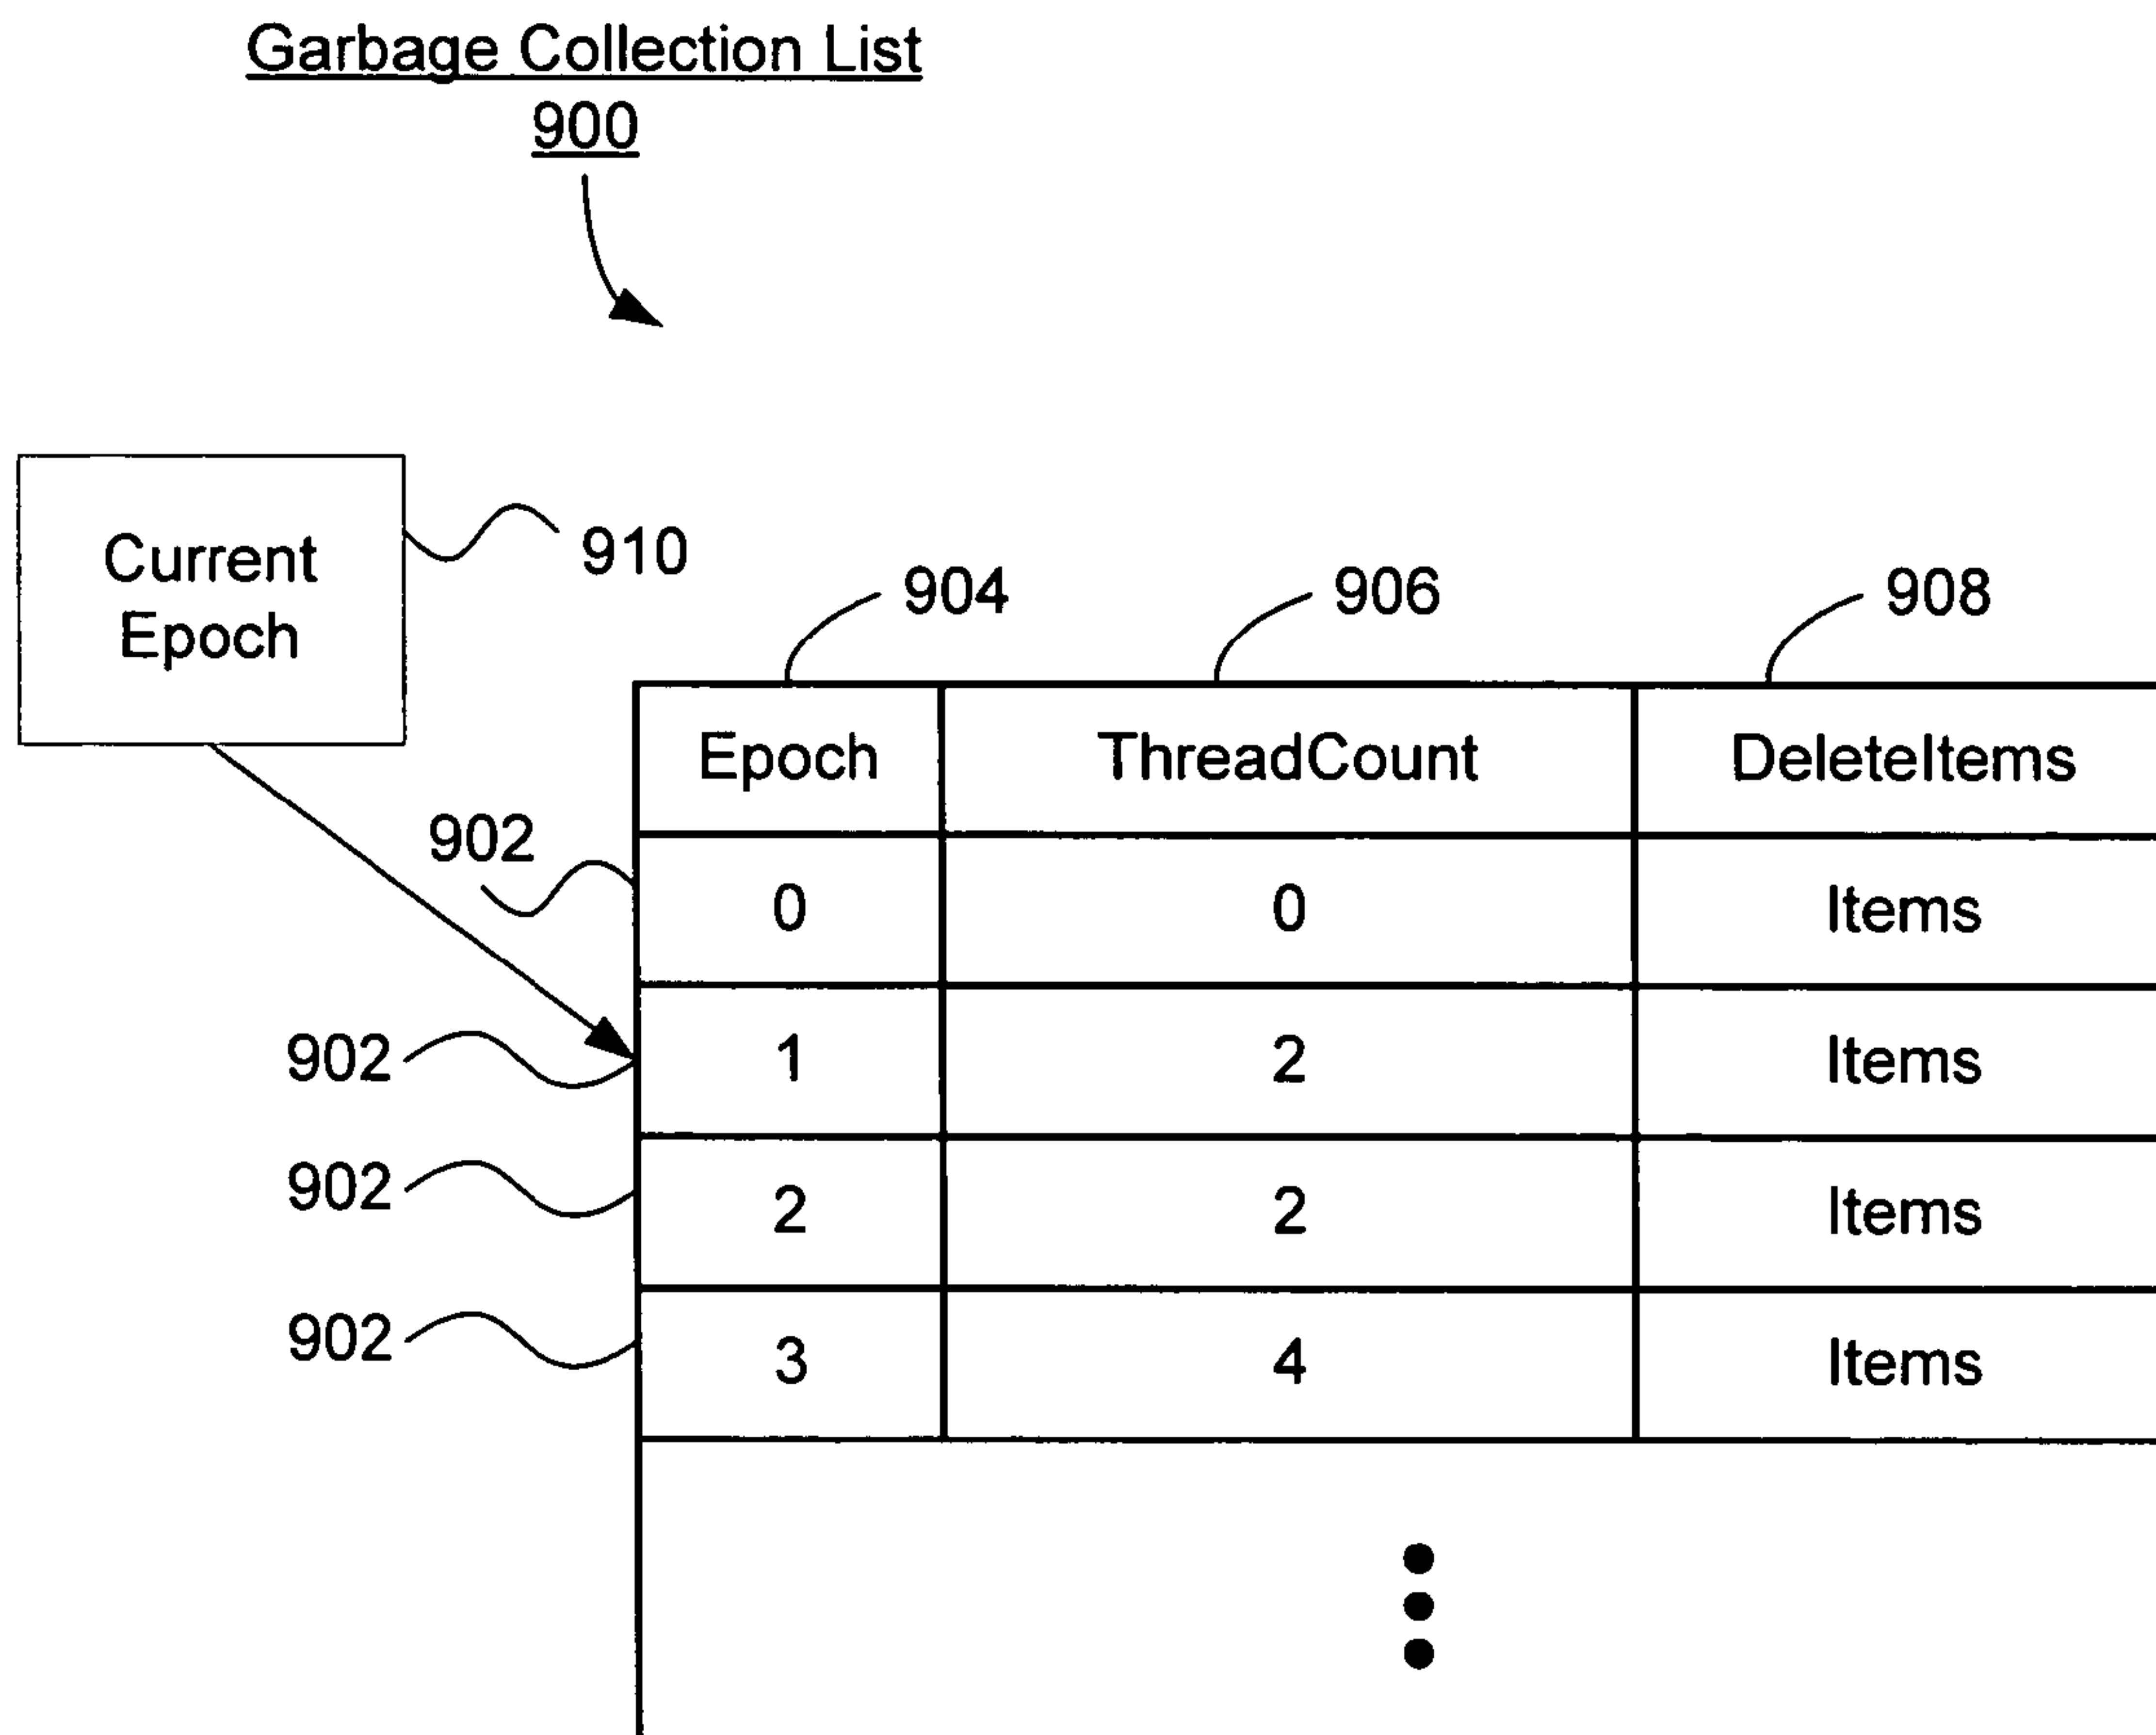 Garbage Collection List
900
Current
Epoch
910
904
906
908
Epoch ThreadCount DeleteItems
902
0 0 Items
902
1 2 Items
902
2 2 Items
902
3 4 Items